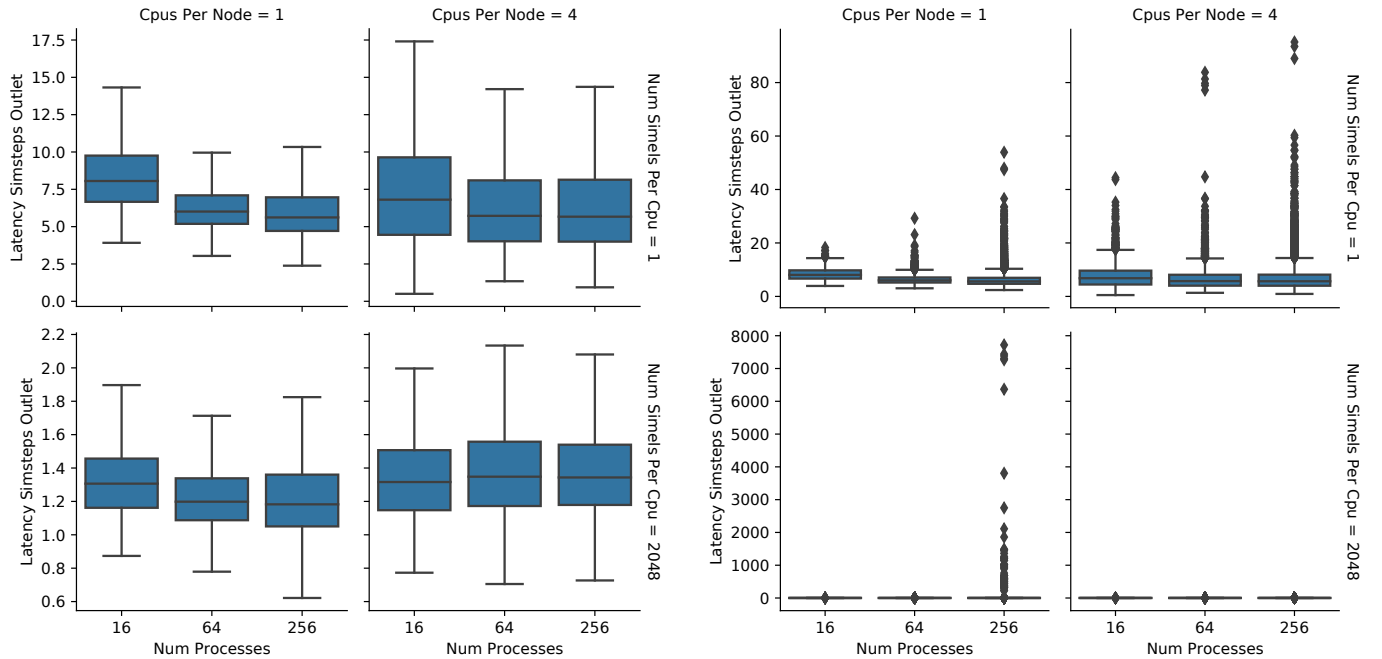 Cpus Per Node = 1
Cpus Per Node = 4
17.5
15.0
12.5
10.0
7.5
5.0
2.5
0.0
Latency Simsteps Outlet
Num Simels Per Cpu = 1
2.2
2.0
1.8
1.6
1.4
1.2
1.0
0.8
0.6
Latency Simsteps Outlet
Num Simels Per Cpu = 2048
16
64
256
16
64
256
Num Processes
Num Processes
Cpus Per Node = 1
Cpus Per Node = 4
80
60
40
20
0
Latency Simsteps Outlet
Num Simels Per Cpu = 1
8000
7000
6000
5000
4000
3000
2000
1000
0
Latency Simsteps Outlet
Num Simels Per Cpu = 2048
16
64
256
16
64
256
Num Processes
Num Processes